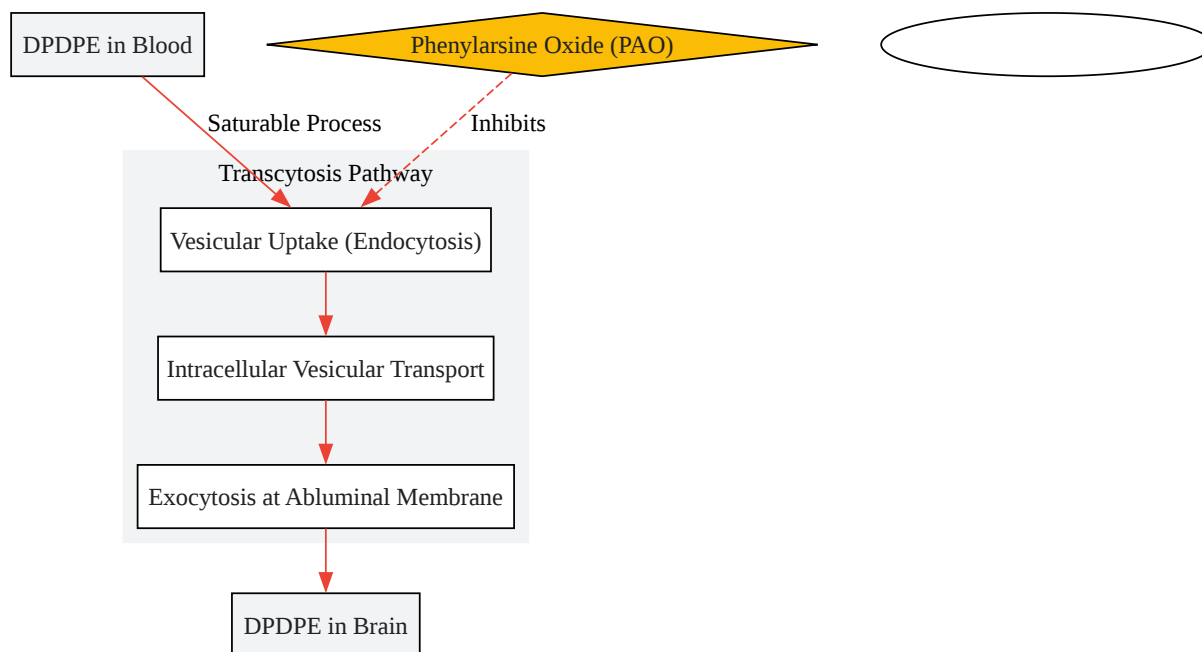 DPDPE in Blood
Phenylarsine Oxide (PAO)
Saturable Process
Inhibits
Transcytosis Pathway
Vesicular Uptake (Endocytosis)
Intracellular Vesicular Transport
Exocytosis at Abluminal Membrane
DPDPE in Brain